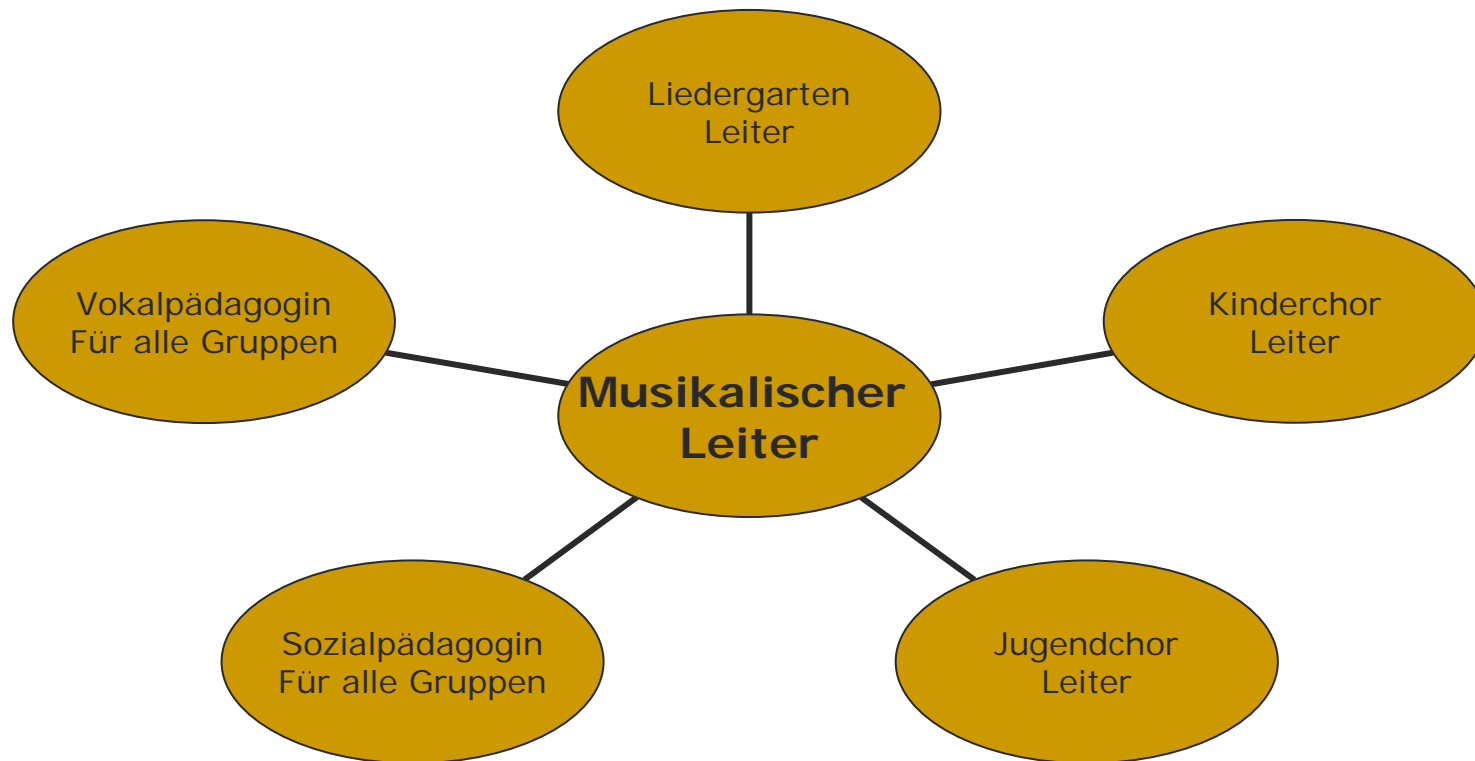 Liedergarten
Leiter
Vokalpädagogin
Für alle Gruppen
Kinderchor
Leiter
Musikalischer
Leiter
Sozialpädagogin
Für alle Gruppen
Jugendchor
Leiter